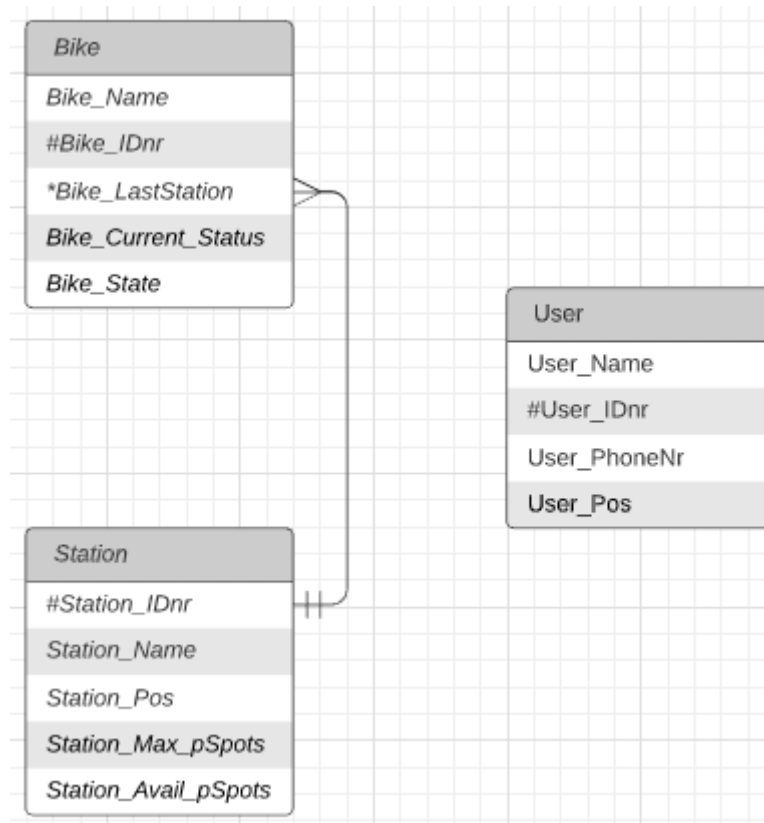 Bike
Bike_Name
#Bike_IDnr
*Bike_LastStation
Bike_Current_Status
Bike_State
User
User_Name
#User_IDnr
User_PhoneNr
User_Pos
Station
#Station_IDnr
Station_Name
Station_Pos
Station_Max_pSpots
Station_Avail_pSpots